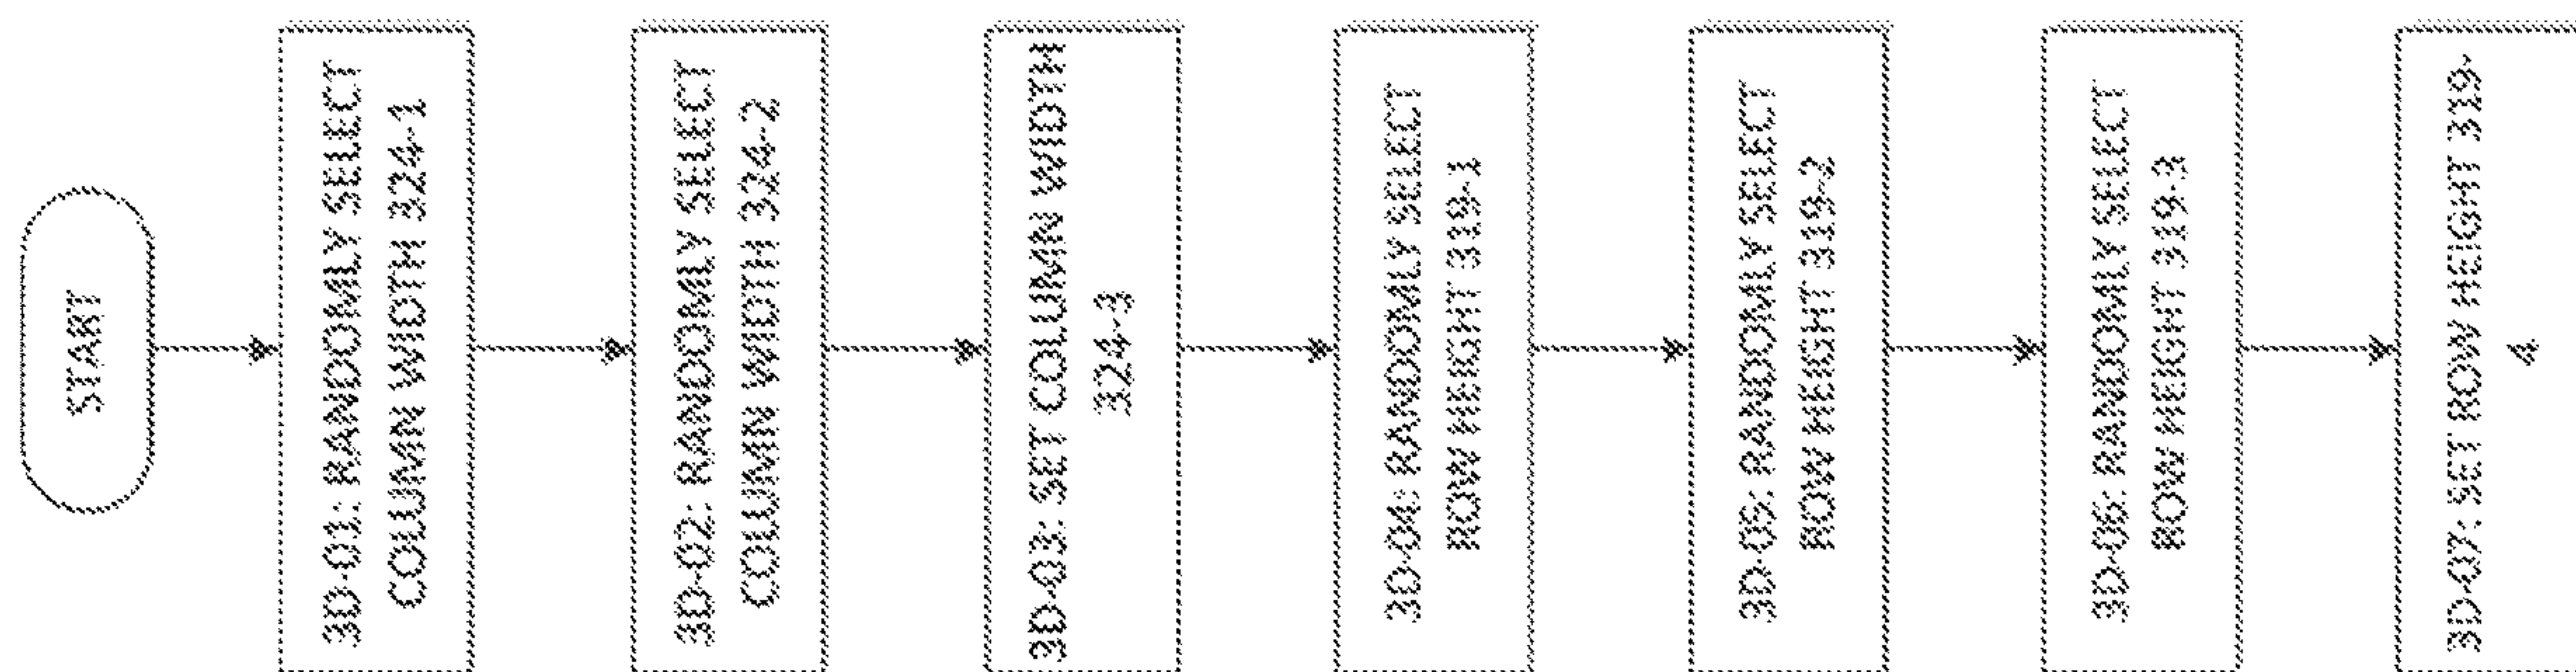 START
3D-01: RANDOMLY SELECT
COLUMN WIDTH 324-1
3D-02: RANDOMLY SELECT
COLUMN WIDTH 324-2
3D-03: SET COLUMN WIDTH
324-3
3D-04: RANDOMLY SELECT
ROW HEIGHT 319-1
3D-05: RANDOMLY SELECT
ROW HEIGHT 319-2
3D-06: RANDOMLY SELECT
ROW HEIGHT 319-3
3D-07: SET ROW HEIGHT 319-
4